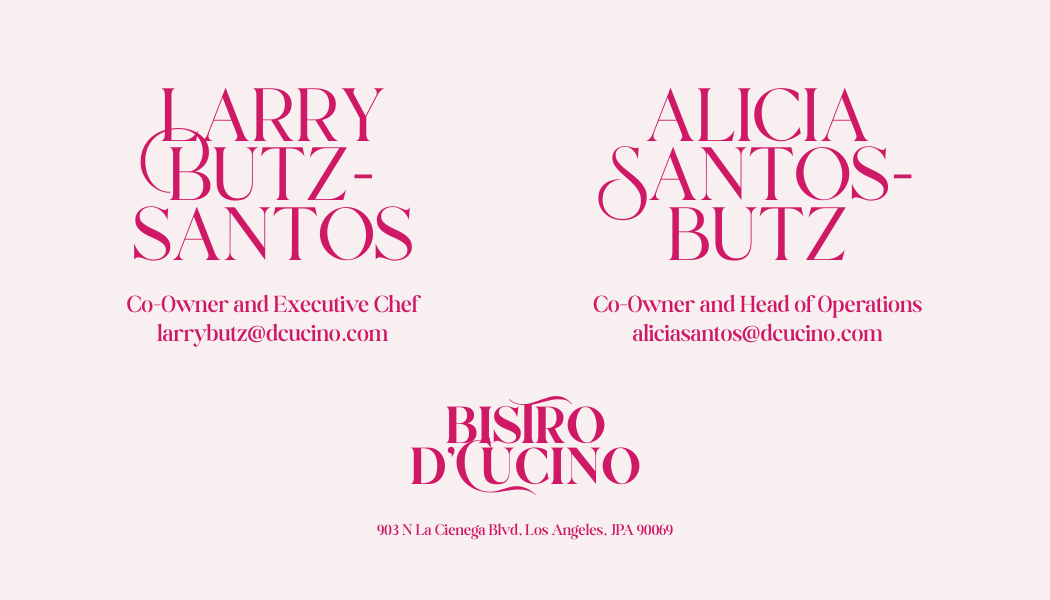 LARRY
BUTZ-
SANTOS
Co-Owner and Executive Chef
larrybutz@dcucino.com
ALICIA
SANTOS-
BUTZ
Co-Owner and Head of Operations
aliciasantos@dcucino.com
BISTRO
D'CUCINO
903 N La Cienega Blvd, Los Angeles, JPA 90069